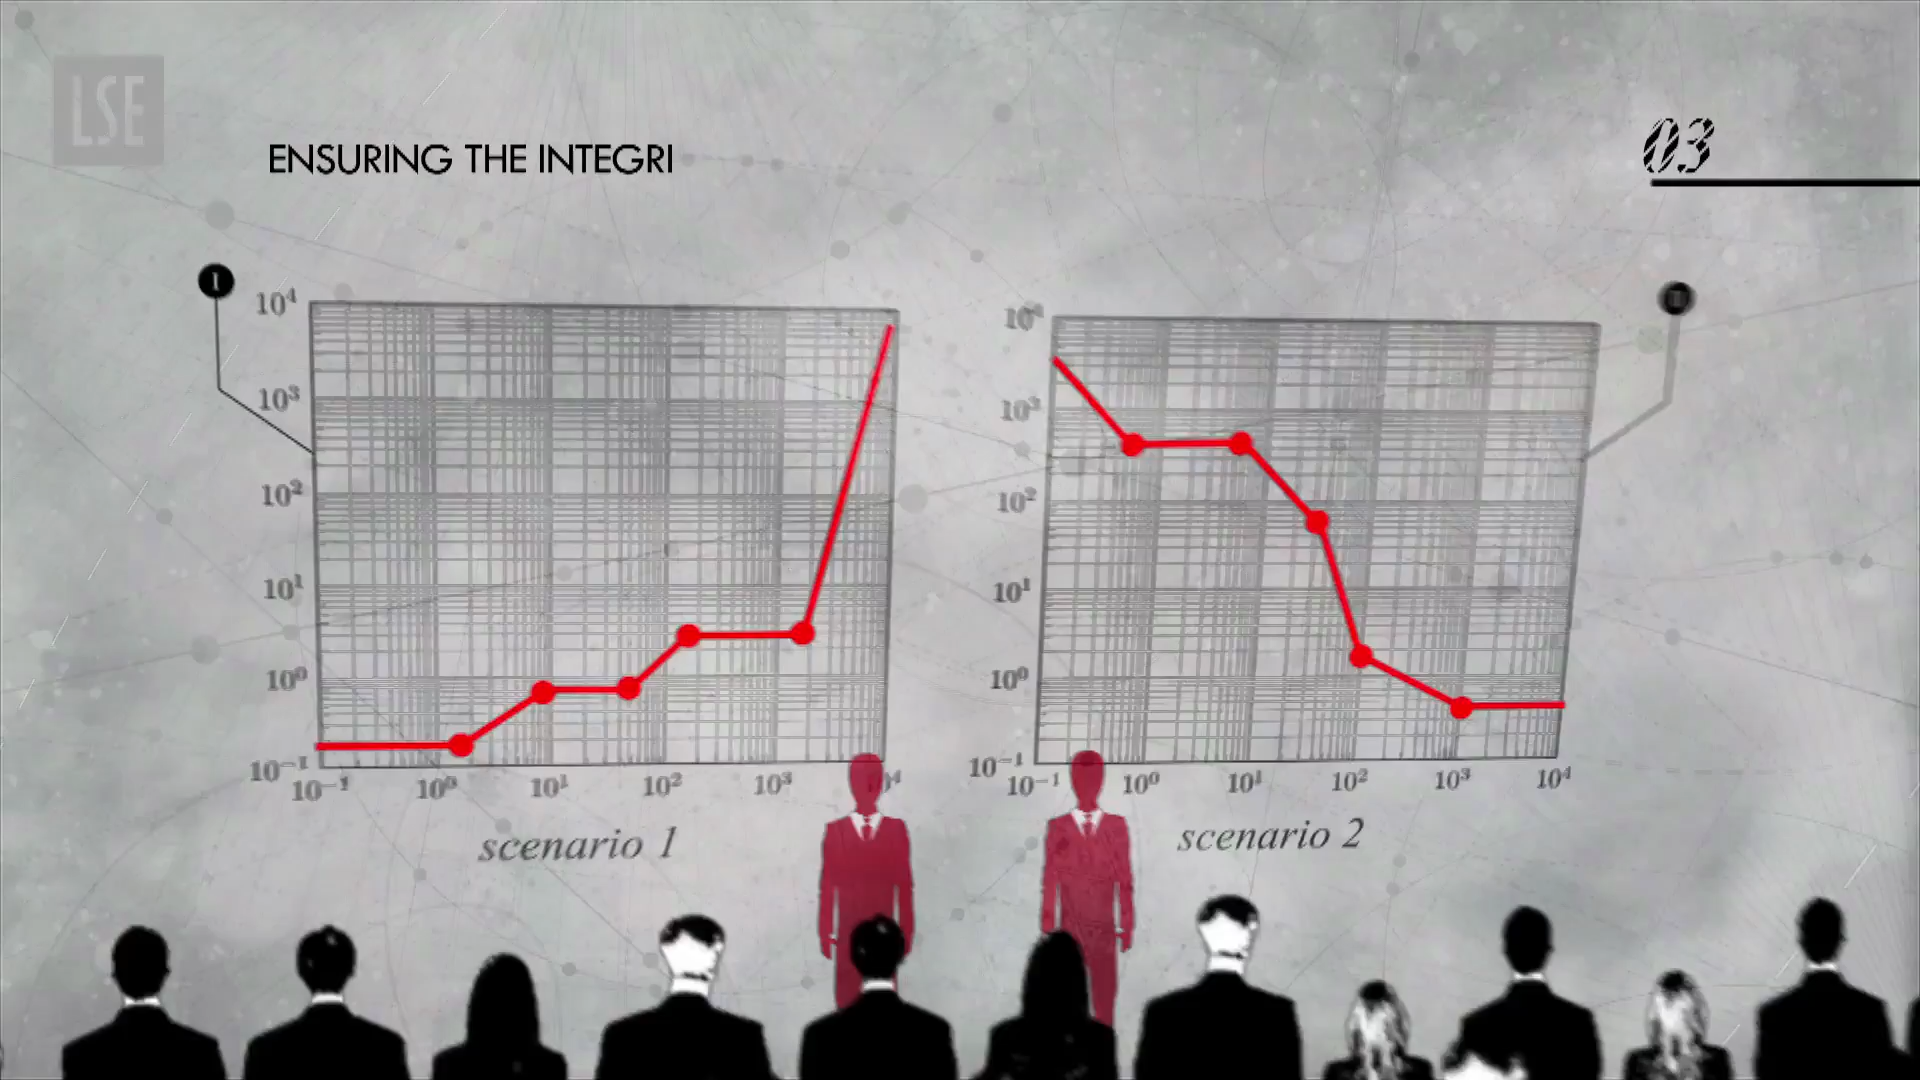 LSE
ENSURING THE INTEGRI
03
I
10⁴
10³
10²
10¹
10⁰
10⁻¹
10⁻¹ 10⁰ 10¹ 10² 10³
scenario 1
10⁴
10³
10²
10¹
10⁰
10⁻¹
10⁻¹ 10⁰ 10¹ 10² 10³ 10⁴
scenario 2